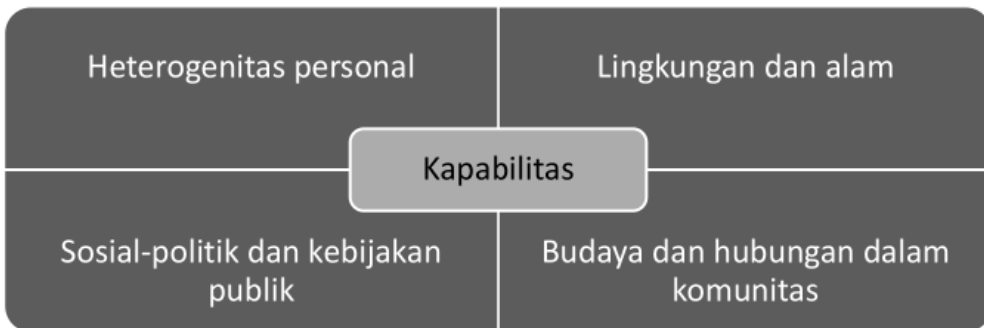 Heterogenitas personal
Lingkungan dan alam
Kapabilitas
Sosial-politik dan kebijakan
publik
Budaya dan hubungan dalam
komunitas